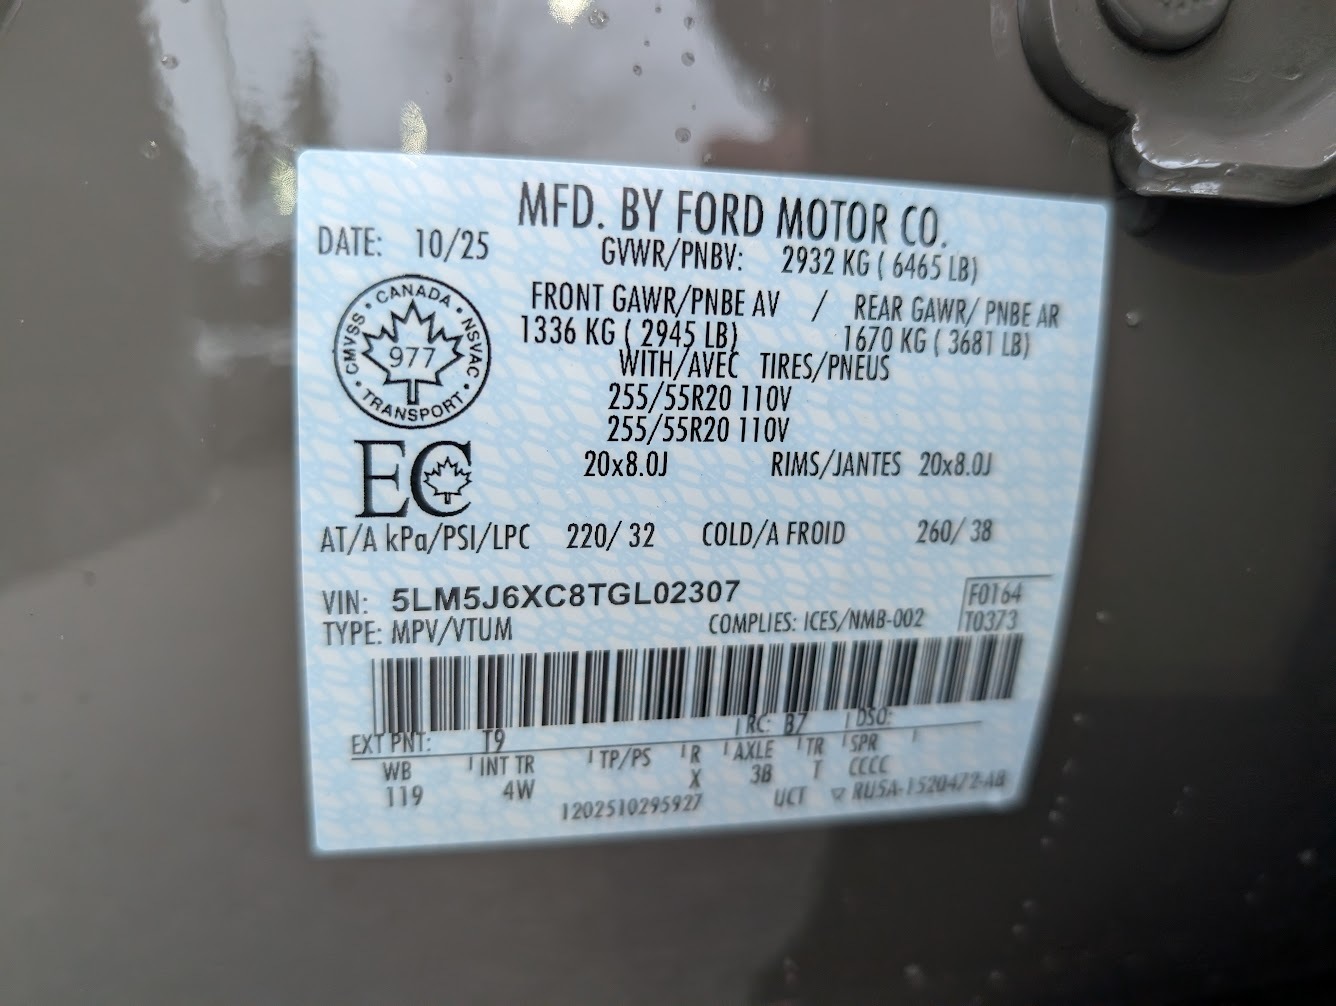 MFD. BY FORD MOTOR CO.
DATE: 10/25
GVWR/PNBV: 2932 KG ( 6465 LB)
FRONT GAWR/PNBE AV / REAR GAWR/ PNBE AR
1336 KG ( 2945 LB) 1670 KG ( 3681 LB)
WITH/AVEC TIRES/PNEUS
255/55R20 110V
255/55R20 110V
20x8.0J RIMS/JANTES 20x8.0J
CANADA
CMVSS
977
NSVAC
TRANSPORT
EC
AT/A kPa/PSI/LPC 220/ 32 COLD/A FROID 260/ 38
VIN: 5LM5J6XC8TGL02307
F0164
TYPE: MPV/VTUM COMPLIES: ICES/NMB-002 T0373
EXT PNT: T9 RC: B7 DSO:
WB INT TR TP/PS R AXLE TR SPR
119 4W X 3B T CCCC
1202510295927 UCT ▽ RU5A-1520472-AB